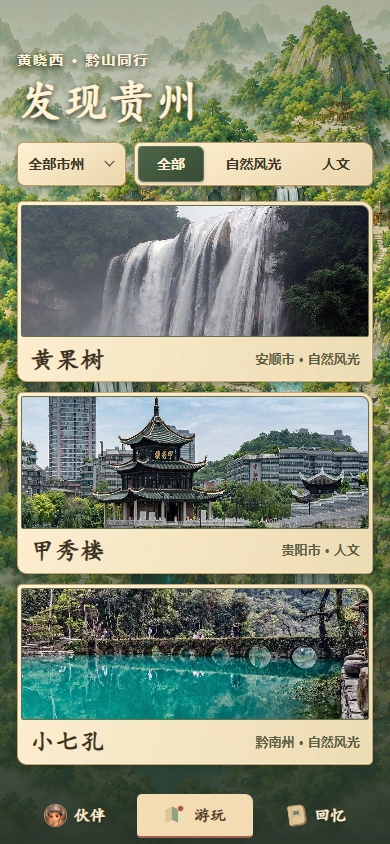 黄晓西 • 黔山同行
发现贵州
全部市州 全部 自然风光 人文
黄果树 安顺市 • 自然风光
甲秀楼 贵阳市 • 人文
小七孔 黔南州 • 自然风光
伙伴 游玩 回忆